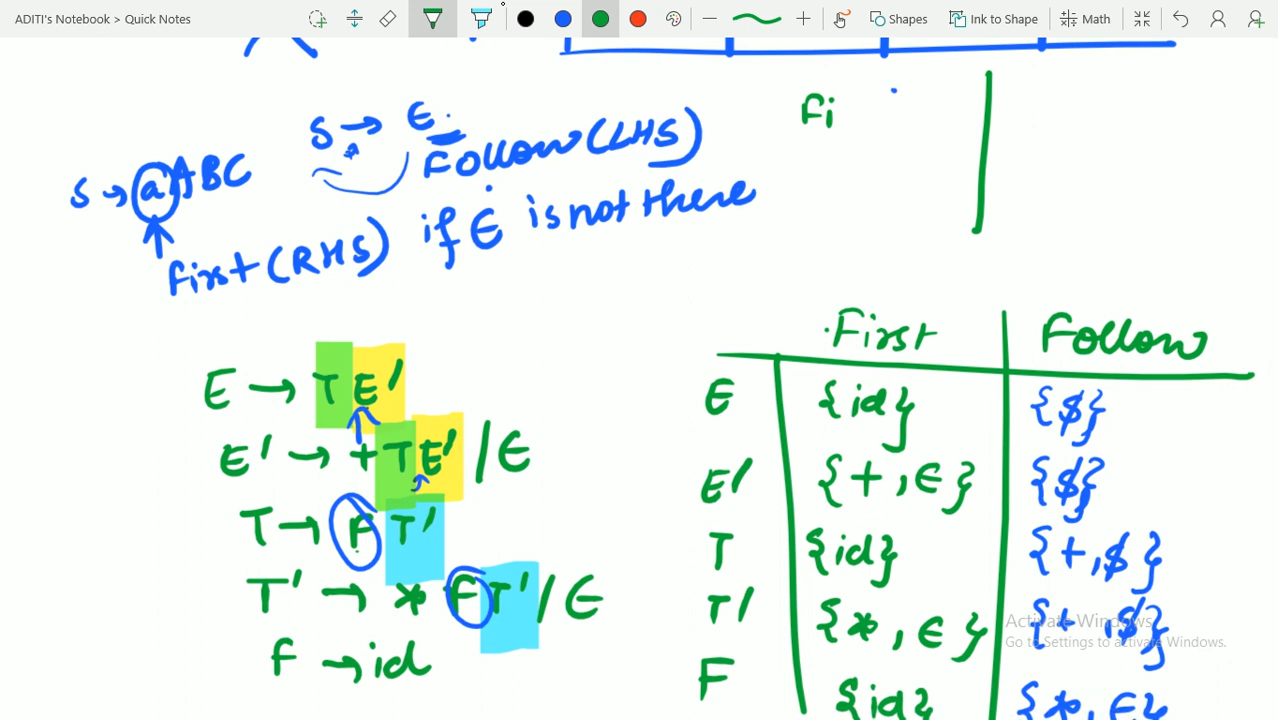 ADITI's Notebook > Quick Notes
Shapes
Ink to Shape
Math
Fi
S → ϵ.
Follow(LHS)
S → aABC
First(RHS) if ϵ is not there
First Follow
E → TE'
E {id} {$}
E' → +TE' / ϵ
E' {+, ϵ} {$}
T → FT'
T {id} {+,$}
T' → * FT' / ϵ
T' {*, ϵ} {+,$}
Activate Windows
Go to Settings to activate Windows.
F → id
F {id} {*, ϵ}